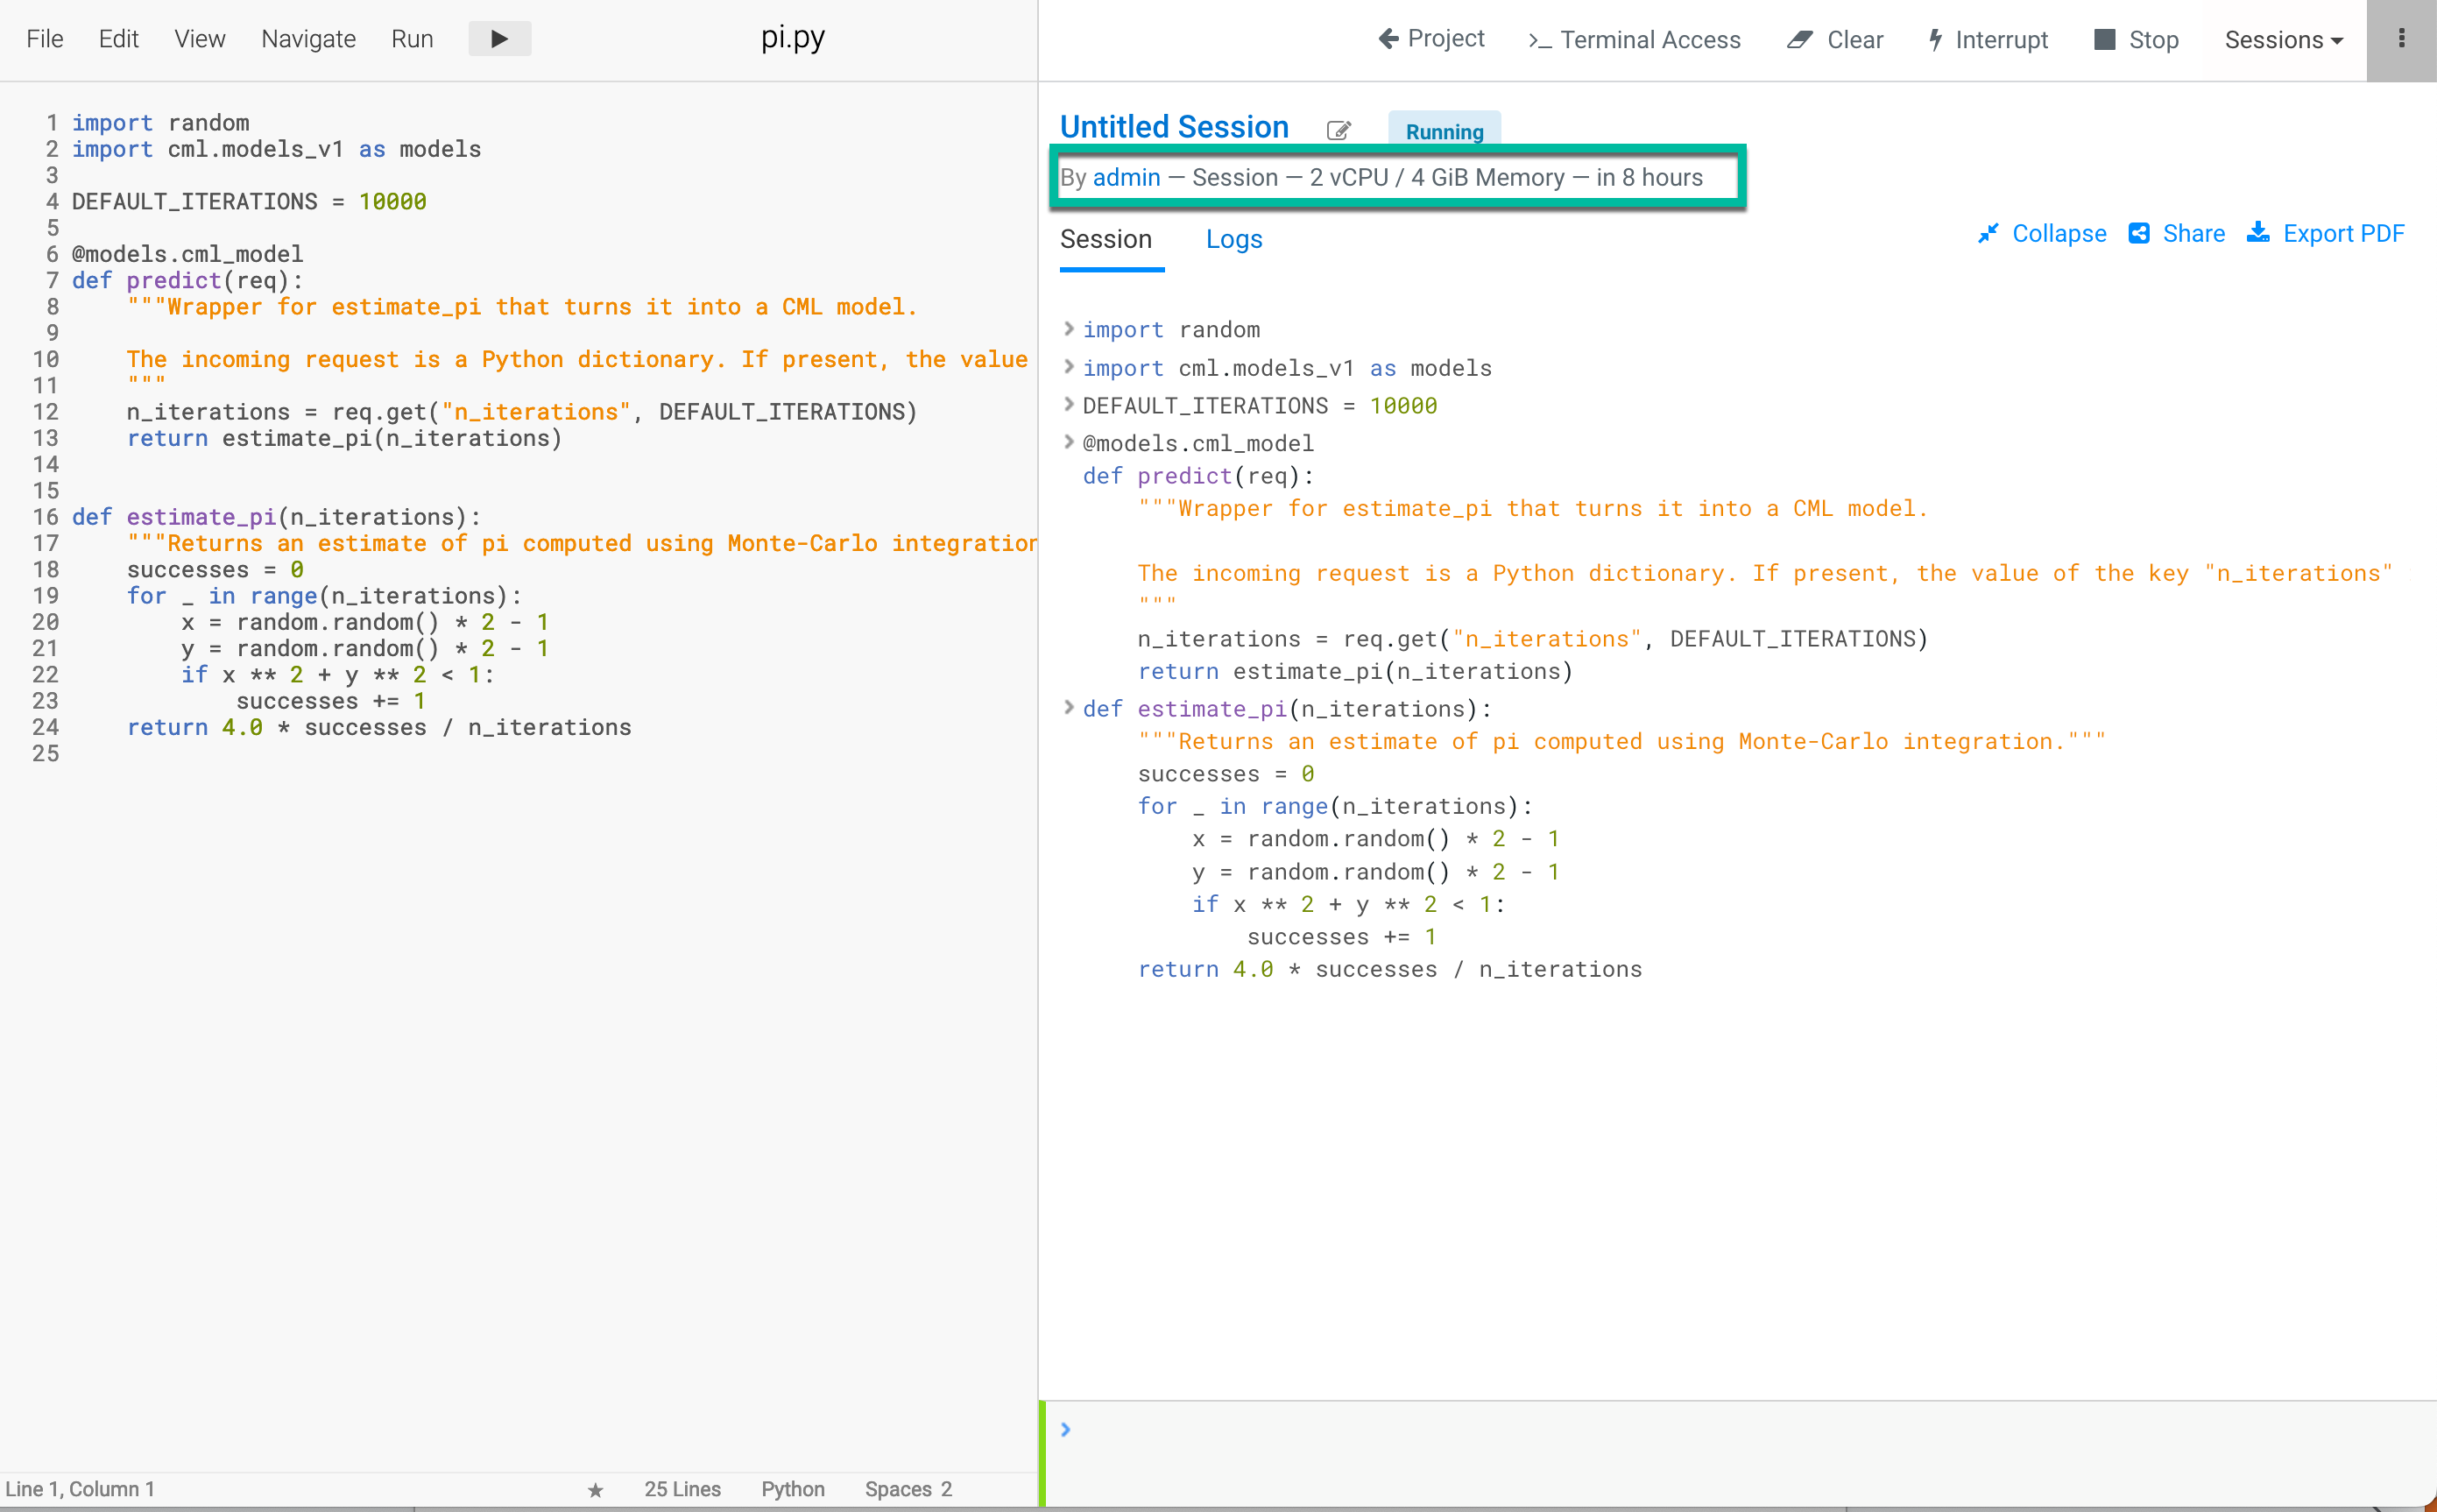 File Edit View Navigate Run pi.py
1 import random
2 import cml.models_v1 as models
3
4 DEFAULT_ITERATIONS = 10000
5
6 @models.cml_model
7 def predict(req):
8     """Wrapper for estimate_pi that turns it into a CML model.
9
10     The incoming request is a Python dictionary. If present, the value
11     """
12     n_iterations = req.get("n_iterations", DEFAULT_ITERATIONS)
13     return estimate_pi(n_iterations)
14
15
16 def estimate_pi(n_iterations):
17     """Returns an estimate of pi computed using Monte-Carlo integration
18     successes = 0
19     for _ in range(n_iterations):
20         x = random.random() * 2 - 1
21         y = random.random() * 2 - 1
22         if x ** 2 + y ** 2 < 1:
23             successes += 1
24     return 4.0 * successes / n_iterations
25
Line 1, Column 1 ★ 25 Lines Python Spaces 2
Project >_ Terminal Access Clear Interrupt Stop Sessions
Untitled Session Running
By admin — Session — 2 vCPU / 4 GiB Memory — in 8 hours
Session Logs Collapse Share Export PDF
> import random
> import cml.models_v1 as models
> DEFAULT_ITERATIONS = 10000
> @models.cml_model
def predict(req):
    """Wrapper for estimate_pi that turns it into a CML model.
    The incoming request is a Python dictionary. If present, the value of the key "n_iterations"
    """
    n_iterations = req.get("n_iterations", DEFAULT_ITERATIONS)
    return estimate_pi(n_iterations)
> def estimate_pi(n_iterations):
    """Returns an estimate of pi computed using Monte-Carlo integration."""
    successes = 0
    for _ in range(n_iterations):
        x = random.random() * 2 - 1
        y = random.random() * 2 - 1
        if x ** 2 + y ** 2 < 1:
            successes += 1
    return 4.0 * successes / n_iterations
>